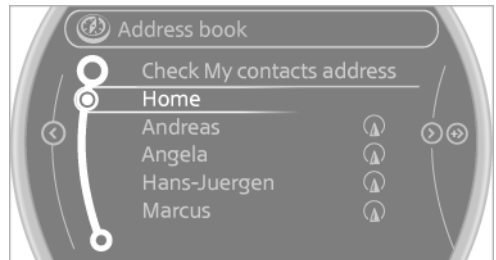 Address book
Check My contacts address
Home
Andreas
Angela
Hans-Juergen
Marcus